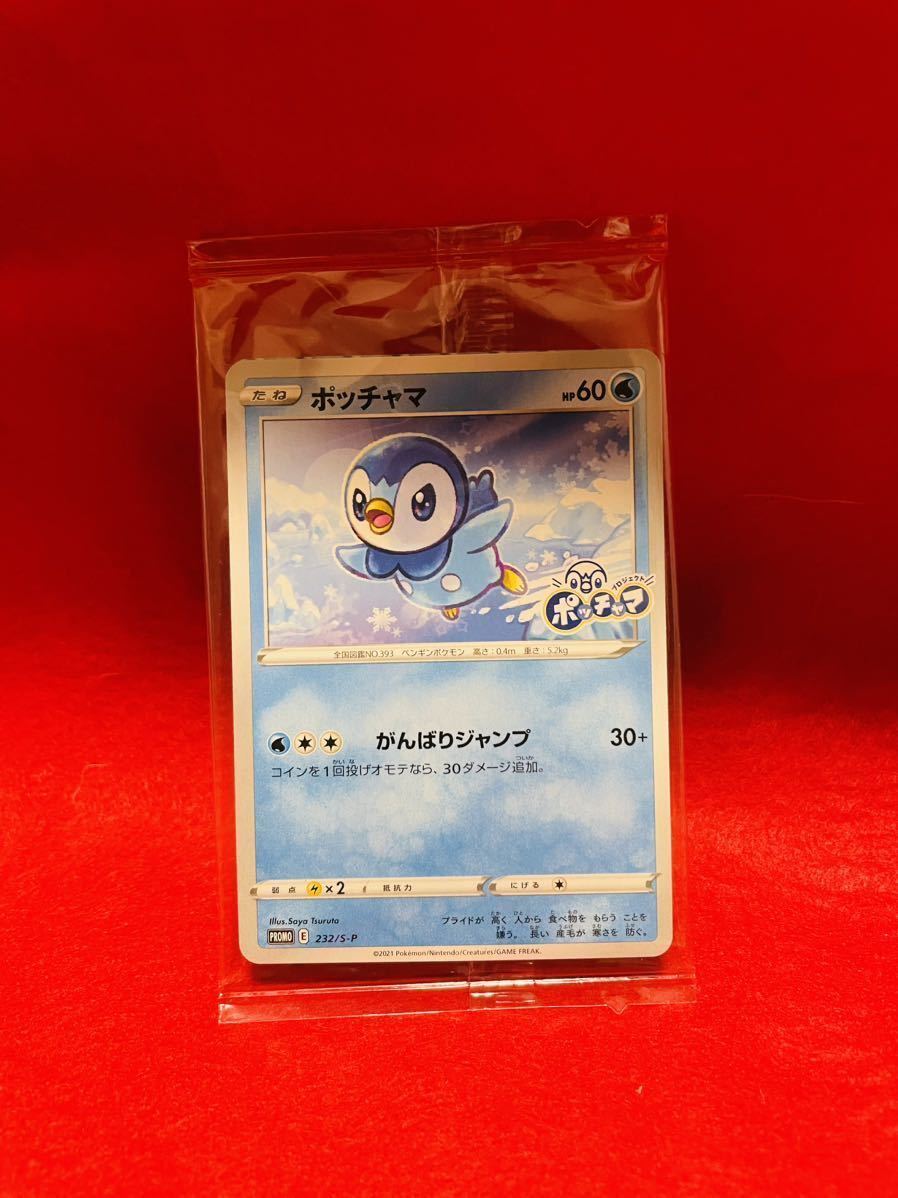 たね ポッチャマ HP60
プロジェクト
ポッチャマ
全国図鑑NO.393 ペンギンポケモン 高さ:0.4m 重さ:5.2kg
がんばりジャンプ 30+
コインを1回投げオモテなら、30ダメージ追加。
弱点 ×2 抵抗力 にげる
Illus.Saya Tsuruta
プライドが 高く 人から 食べ物を もらう ことを
嫌う。長い 産毛が 寒さを 防ぐ。
PROMO E 232/S-P
©2021 Pokémon/Nintendo/Creatures/GAME FREAK.